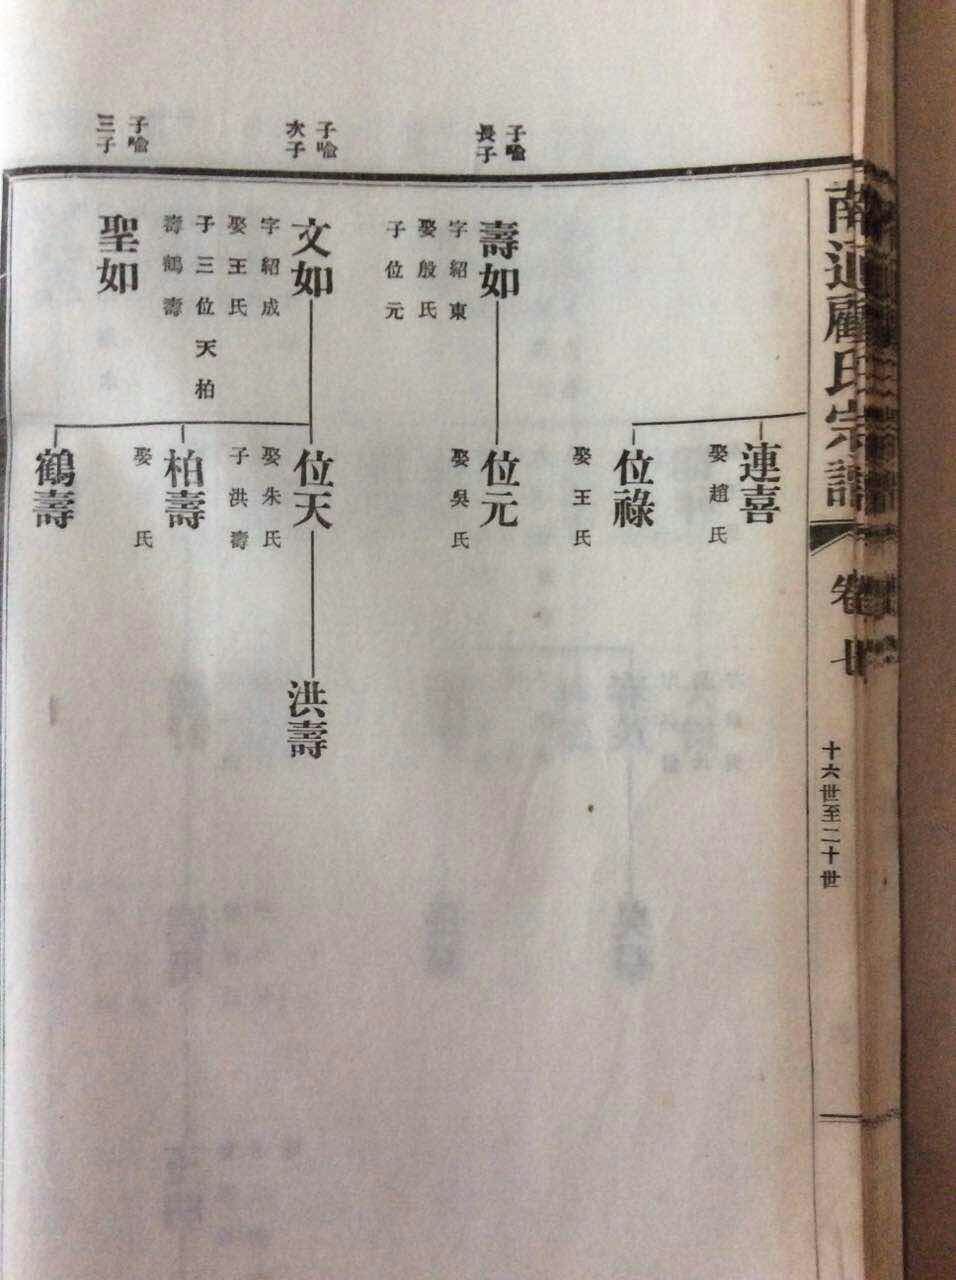 南通顧氏宗譜
卷七
十六世至二十世
連喜
娶趙氏
位祿
娶王氏
子喻
長子
壽如
字紹東
娶殷氏
子位元
位元
娶吳氏
子喻
次子
文如
字紹成
娶王氏
子三位天柏
壽鶴壽
位天
娶朱氏
子洪壽
洪壽
柏壽
娶 氏
鶴壽
子喻
三子
聖如